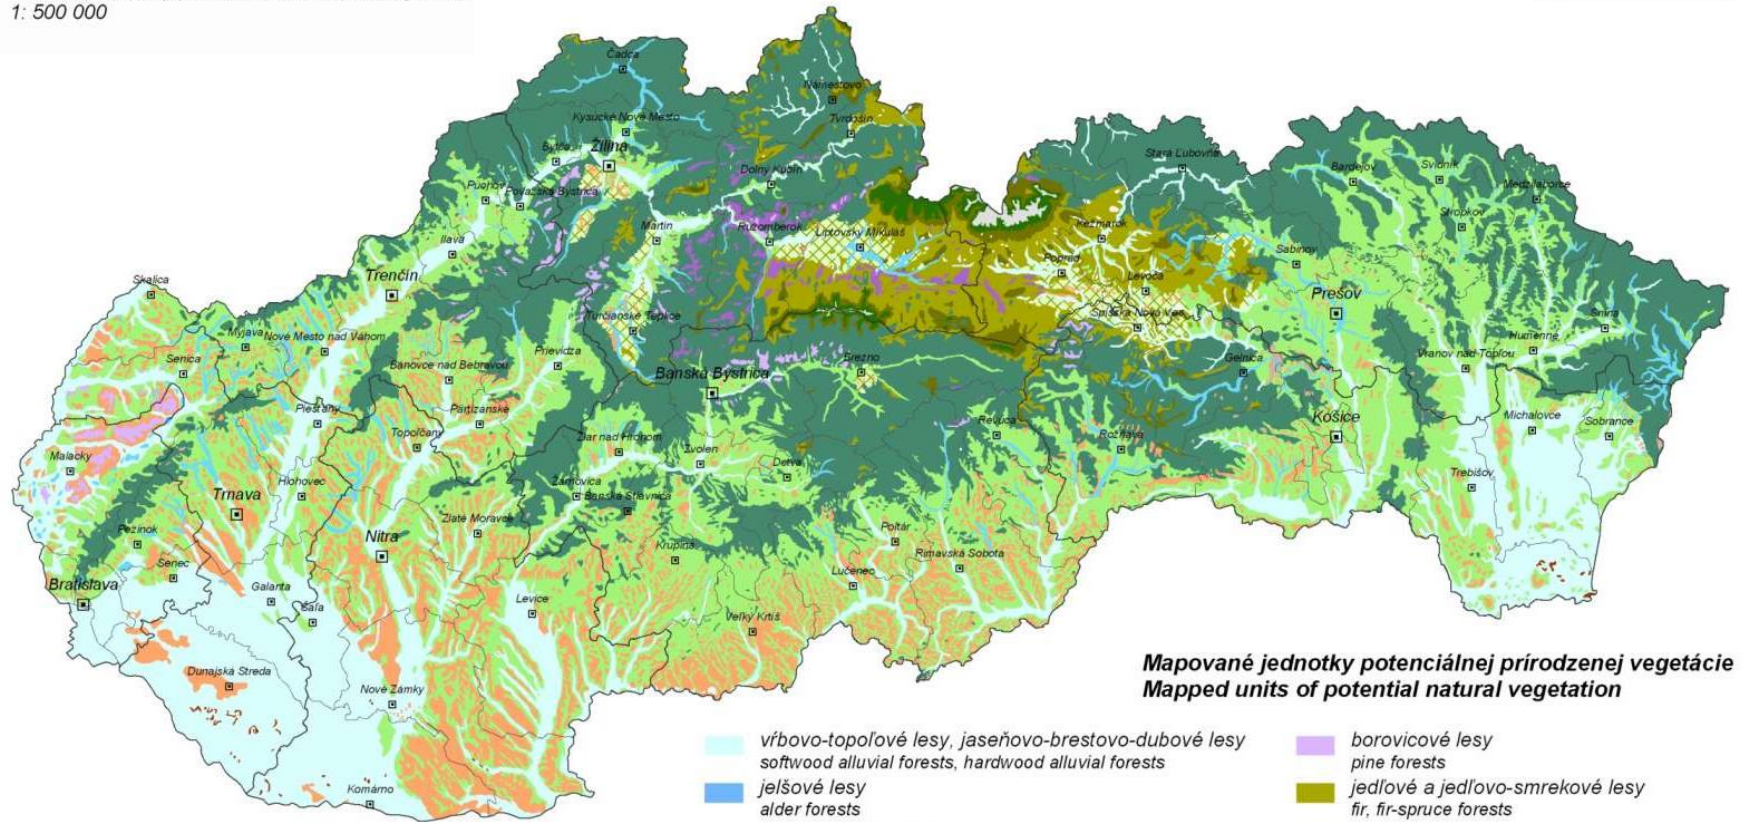 1: 500 000
Čadca
Námestovo
Tvrdošín
Kysucké Nové Mesto
Bytča
Žilina
Stará Ľubovňa
Bardejov
Svidník
Medzilaborce
Dolný Kubín
Púchov
Považská Bystrica
Stropkov
Martin
Ružomberok
Liptovský Mikuláš
Kežmarok
Ilava
Sabinov
Poprad
Levoča
Skalica
Trenčín
Prešov
Turčianske Teplice
Spišská Nová Ves
Snina
Myjava
Nové Mesto nad Váhom
Humenné
Senica
Bánovce nad Bebravou
Prievidza
Banská Bystrica
Brezno
Gelnica
Vranov nad Topľou
Piešťany
Partizánske
Revúca
Košice
Michalovce
Sobrance
Malacky
Topoľčany
Žiar nad Hronom
Zvolen
Detva
Rožňava
Trnava
Hlohovec
Žarnovica
Banská Štiavnica
Trebišov
Pezinok
Nitra
Zlaté Moravce
Krupina
Poltár
Rimavská Sobota
Senec
Bratislava
Galanta
Šaľa
Levice
Lučenec
Veľký Krtíš
Dunajská Streda
Nové Zámky
Komárno
Mapované jednotky potenciálnej prírodzenej vegetácie
Mapped units of potential natural vegetation
vŕbovo-topoľové lesy, jaseňovo-brestovo-dubové lesy
softwood alluvial forests, hardwood alluvial forests
jelšové lesy
alder forests
borovicové lesy
pine forests
jedľové a jedľovo-smrekové lesy
fir, fir-spruce forests